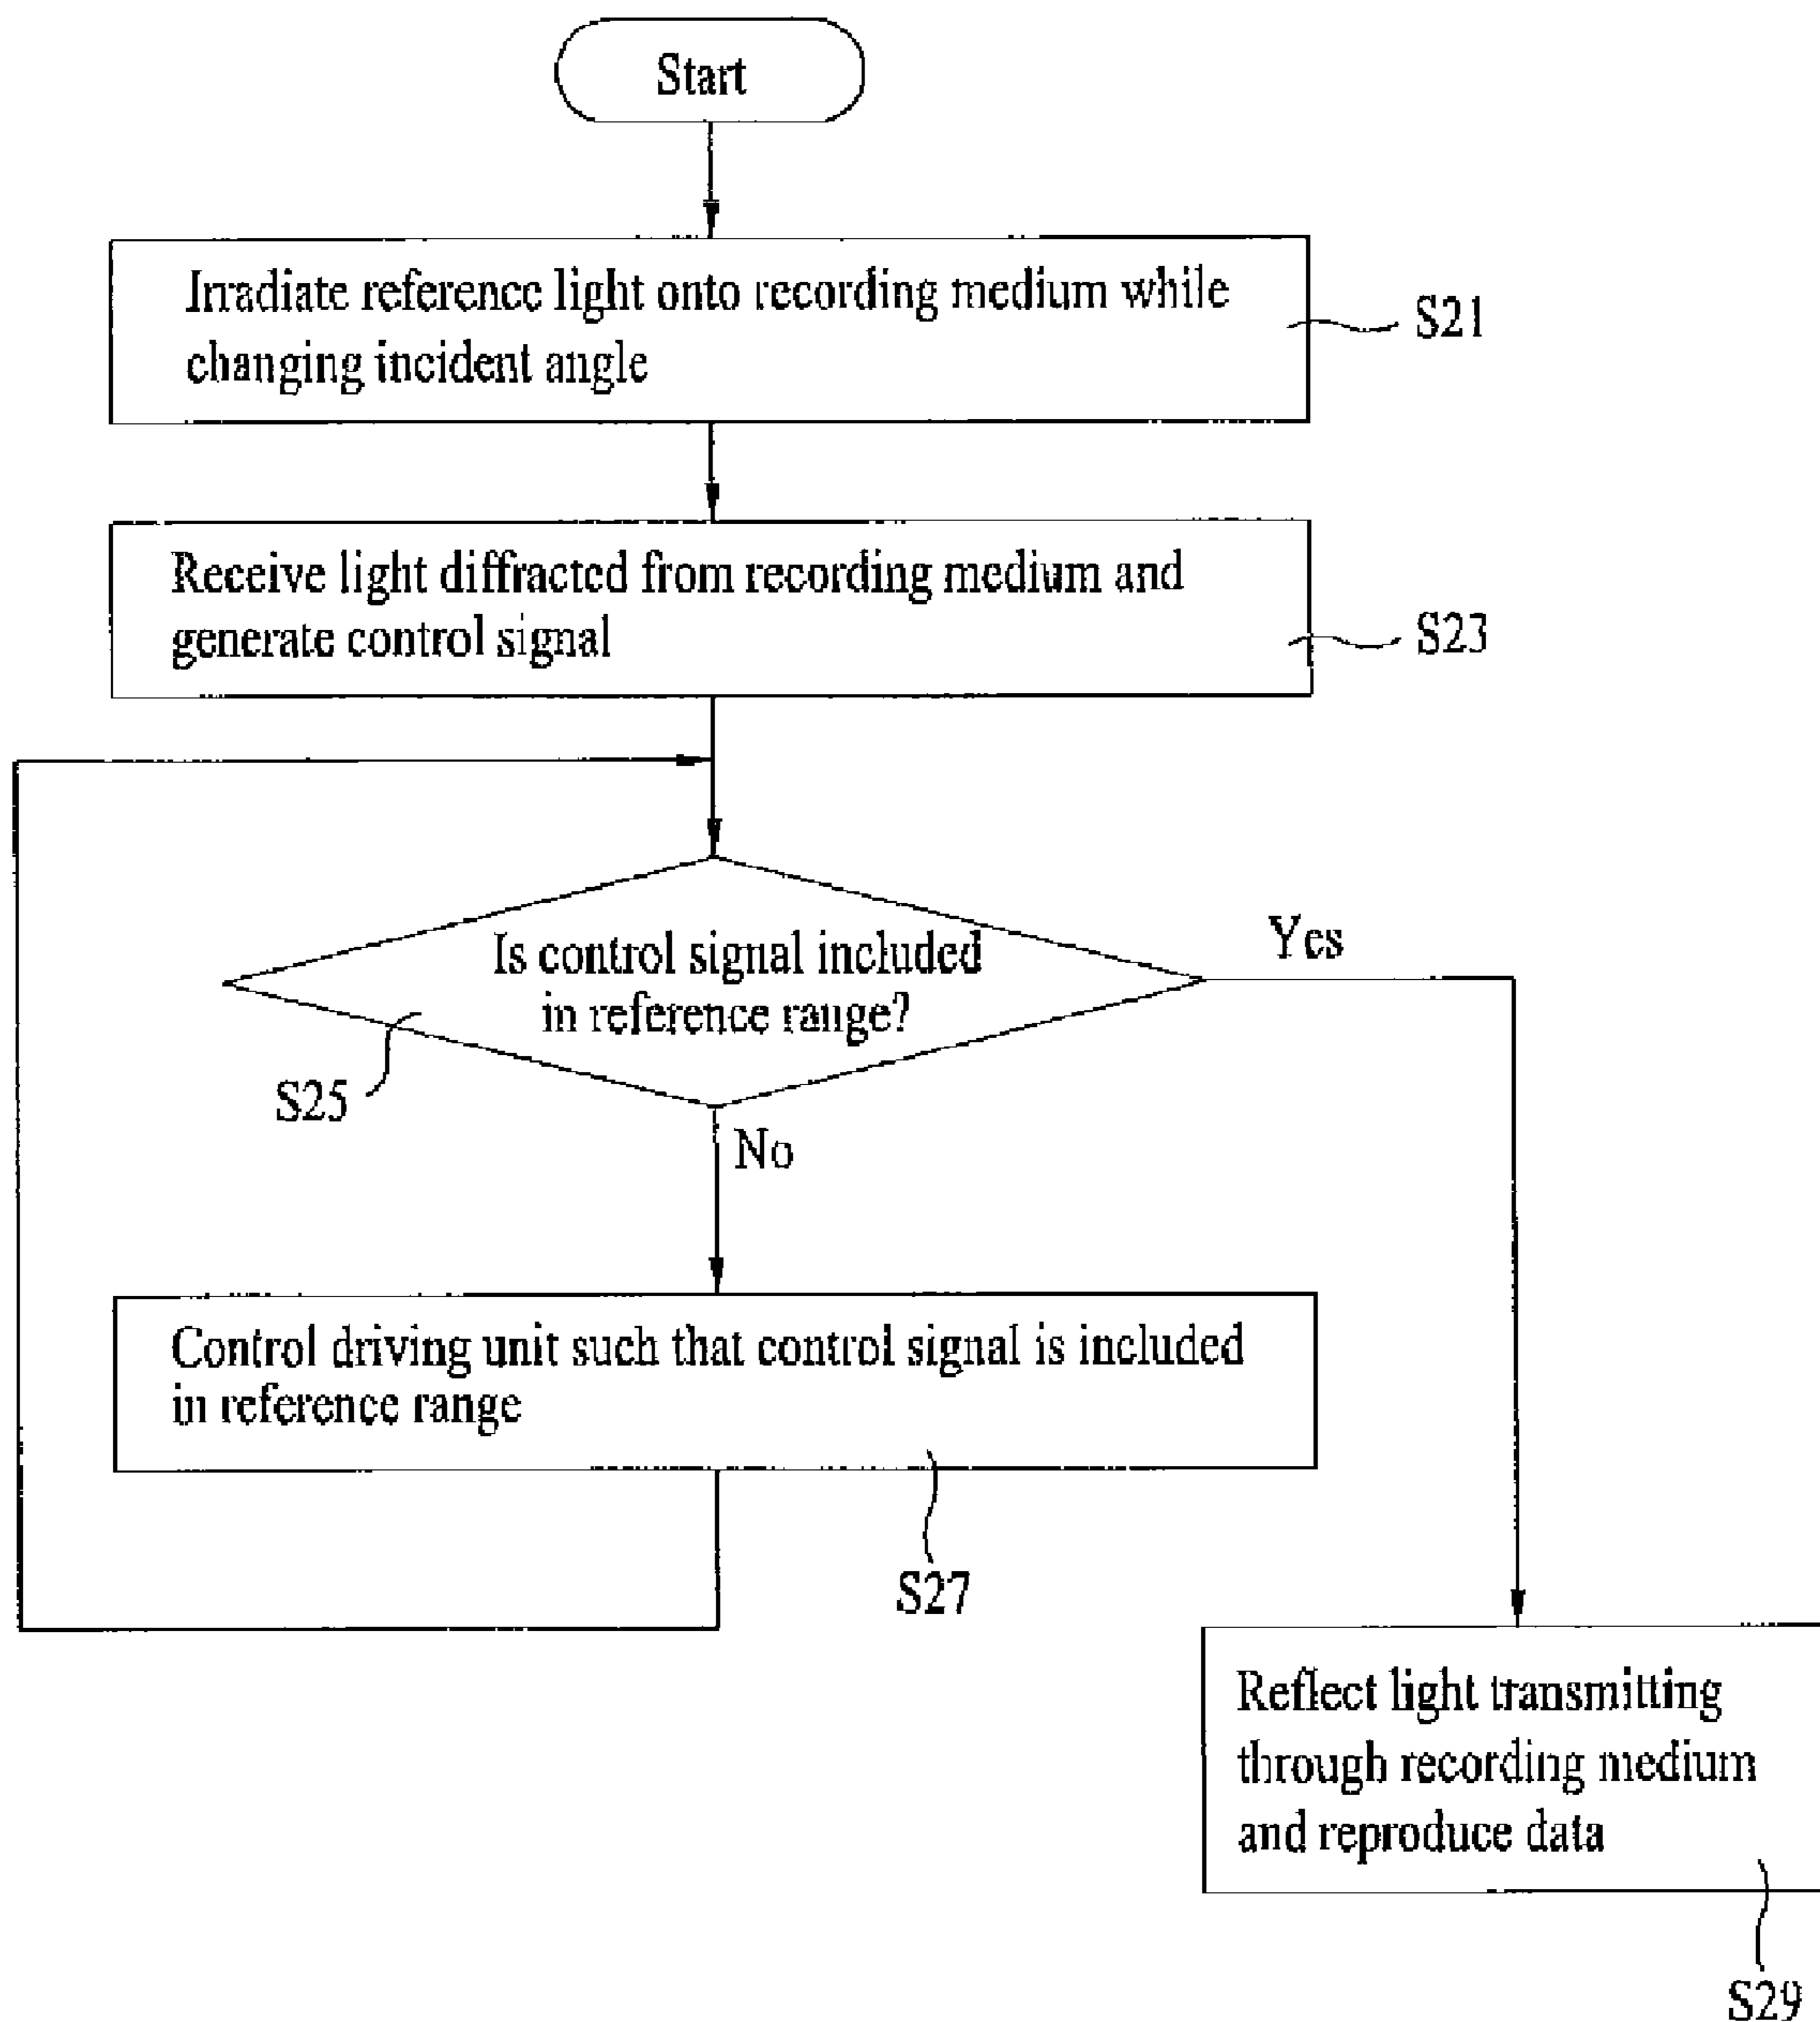 Start
Irradiate reference light onto recording medium while
changing incident angle
S21
Receive light diffracted from recording medium and
generate control signal
S23
Is control signal included
in reference range?
Yes
S25
No
Control driving unit such that control signal is included
in reference range
S27
Reflect light transmitting
through recording medium
and reproduce data
S29